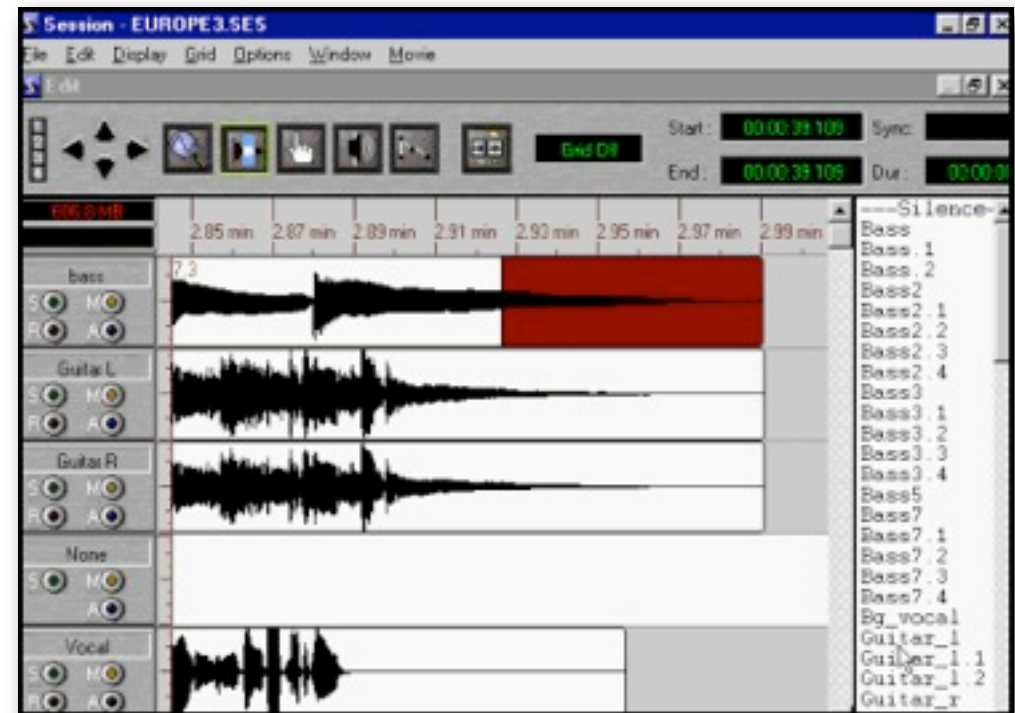 Session - EUROPE3.SES
File Edit Display Grid Options Window Movie
Edit
Start: 00:00:39.109 Sync:
Grid Off
End: 00:00:39.109 Dur: 00:00:0
686.8 MB
2.85 min 2.87 min 2.89 min 2.91 min 2.93 min 2.95 min 2.97 min 2.99 min
---Silence-
Bass
Bass.1
Bass.2
Bass2
Bass2.1
Bass2.2
Bass2.3
Bass2.4
Bass3
Bass3.1
Bass3.2
Bass3.3
Bass3.4
Bass5
Bass7
Bass7.1
Bass7.2
Bass7.3
Bass7.4
Bg_vocal
Guitar_l
Guitar_l.1
Guitar_l.2
Guitar_r
bass
7.3
S M
R A
Guitar L
S M
R A
Guitar R
S M
R A
None
S M
A
Vocal
S M
R A